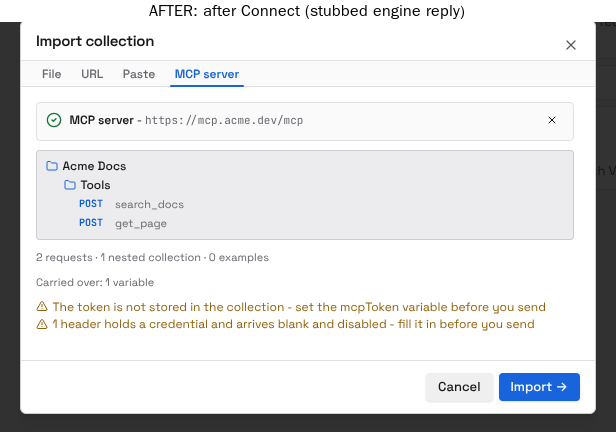 AFTER: after Connect (stubbed engine reply)
Import collection
File URL Paste MCP server
MCP server - https://mcp.acme.dev/mcp
Acme Docs
Tools
POST search_docs
POST get_page
2 requests · 1 nested collection · 0 examples
Carried over: 1 variable
The token is not stored in the collection - set the mcpToken variable before you send
1 header holds a credential and arrives blank and disabled - fill it in before you send
Cancel Import →